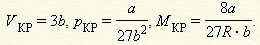 V_КР = 3b, p_КР = a/27b², M_КР = 8a/27R · b.